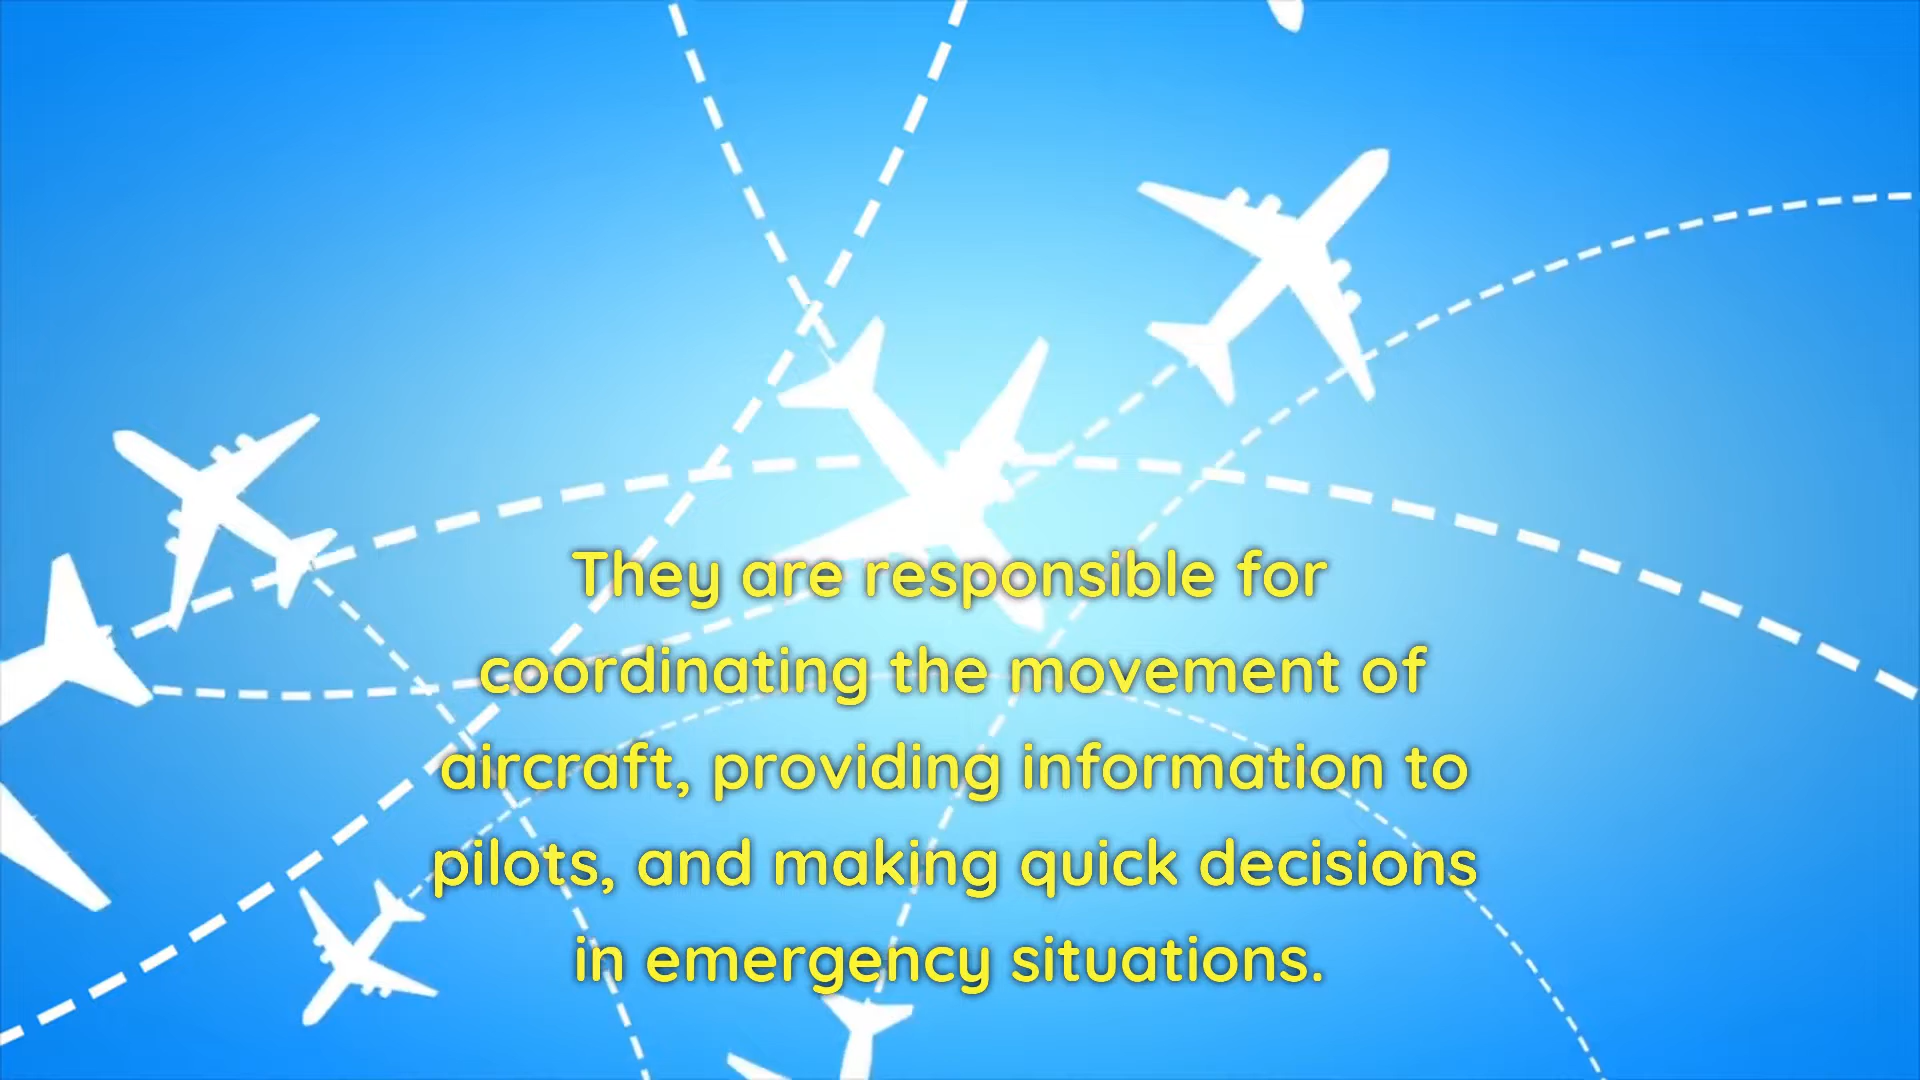 They are responsible for
coordinating the movement of
aircraft, providing information to
pilots, and making quick decisions
in emergency situations.